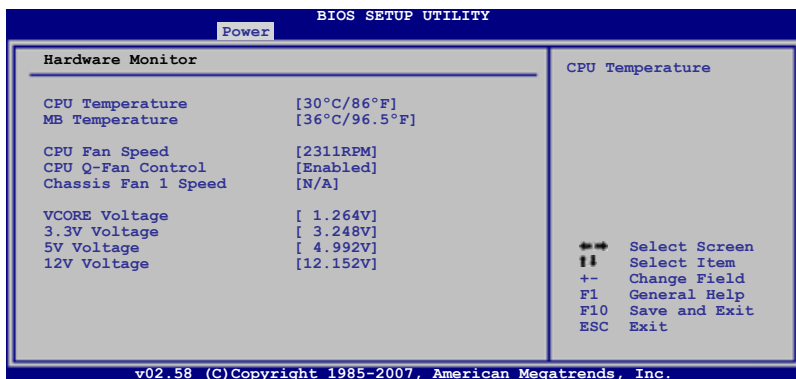 BIOS SETUP UTILITY
Power
Hardware Monitor
CPU Temperature [30°C/86°F]
MB Temperature [36°C/96.5°F]
CPU Fan Speed [2311RPM]
CPU Q-Fan Control [Enabled]
Chassis Fan 1 Speed [N/A]
VCORE Voltage [ 1.264V]
3.3V Voltage [ 3.248V]
5V Voltage [ 4.992V]
12V Voltage [12.152V]
CPU Temperature
←→ Select Screen
↑↓ Select Item
+- Change Field
F1 General Help
F10 Save and Exit
ESC Exit
v02.58 (C)Copyright 1985-2007, American Megatrends, Inc.